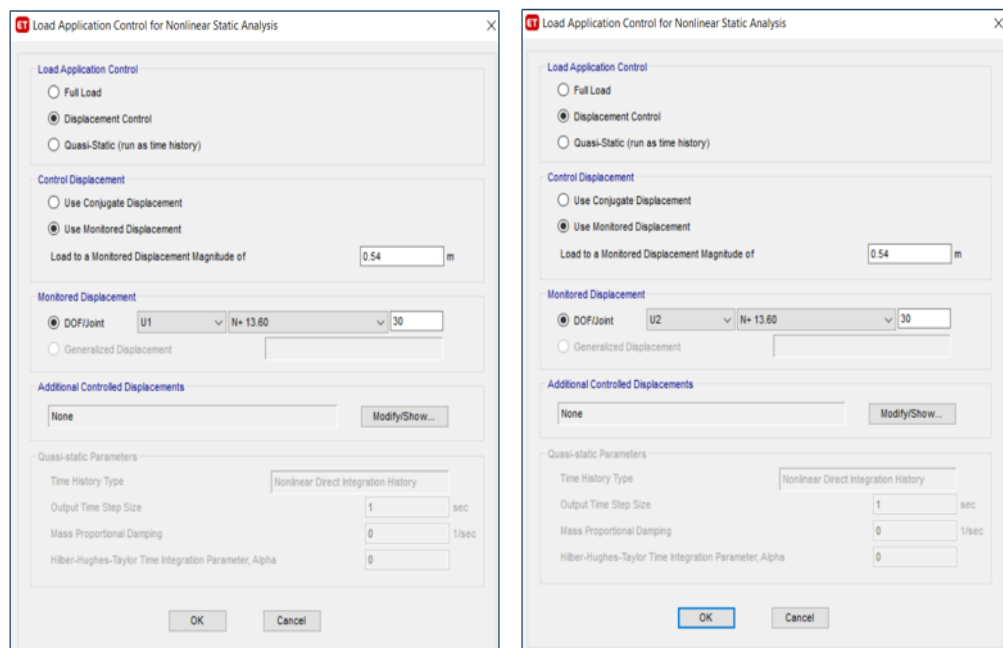 ET Load Application Control for Nonlinear Static Analysis
Load Application Control
Full Load
Displacement Control
Quasi-Static (run as time history)
Control Displacement
Use Conjugate Displacement
Use Monitored Displacement
Load to a Monitored Displacement Magnitude of 0.54 m
Monitored Displacement
DOF/Joint U1 N+ 13.60 30
Generalized Displacement
Additional Controlled Displacements
None Modify/Show...
Quasi-static Parameters
Time History Type Nonlinear Direct Integration History
Output Time Step Size 1 sec
Mass Proportional Damping 0 1/sec
Hilber-Hughes-Taylor Time Integration Parameter, Alpha 0
OK Cancel
ET Load Application Control for Nonlinear Static Analysis
Load Application Control
Full Load
Displacement Control
Quasi-Static (run as time history)
Control Displacement
Use Conjugate Displacement
Use Monitored Displacement
Load to a Monitored Displacement Magnitude of 0.54 m
Monitored Displacement
DOF/Joint U2 N+ 13.60 30
Generalized Displacement
Additional Controlled Displacements
None Modify/Show...
Quasi-static Parameters
Time History Type Nonlinear Direct Integration History
Output Time Step Size 1 sec
Mass Proportional Damping 0 1/sec
Hilber-Hughes-Taylor Time Integration Parameter, Alpha 0
OK Cancel